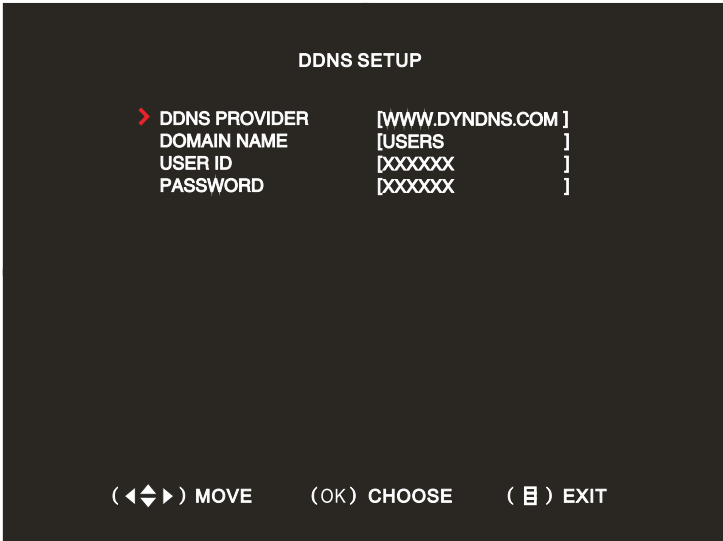 DDNS SETUP
DDNS PROVIDER [WWW.DYNDNS.COM ]
DOMAIN NAME [USERS ]
USER ID [XXXXXX ]
PASSWORD [XXXXXX ]
( ) MOVE (OK) CHOOSE ( ) EXIT